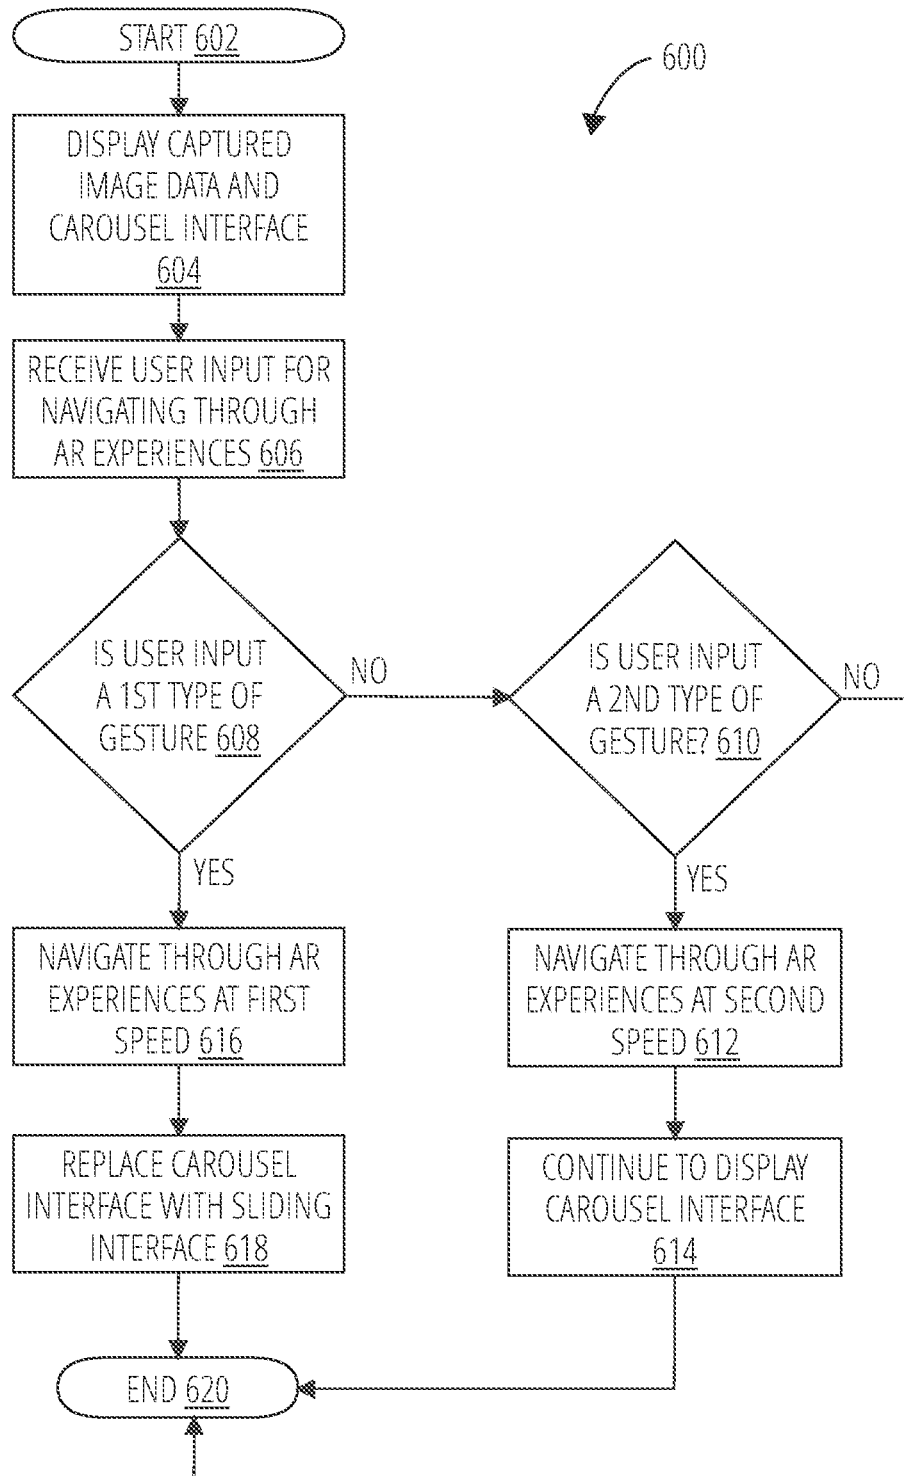 START 602
600
DISPLAY CAPTURED
IMAGE DATA AND
CAROUSEL INTERFACE
604
RECEIVE USER INPUT FOR
NAVIGATING THROUGH
AR EXPERIENCES 606
IS USER INPUT
A 1ST TYPE OF
GESTURE 608
NO
IS USER INPUT
A 2ND TYPE OF
GESTURE? 610
NO
YES
YES
NAVIGATE THROUGH AR
EXPERIENCES AT FIRST
SPEED 616
NAVIGATE THROUGH AR
EXPERIENCES AT SECOND
SPEED 612
REPLACE CAROUSEL
INTERFACE WITH SLIDING
INTERFACE 618
CONTINUE TO DISPLAY
CAROUSEL INTERFACE
614
END 620